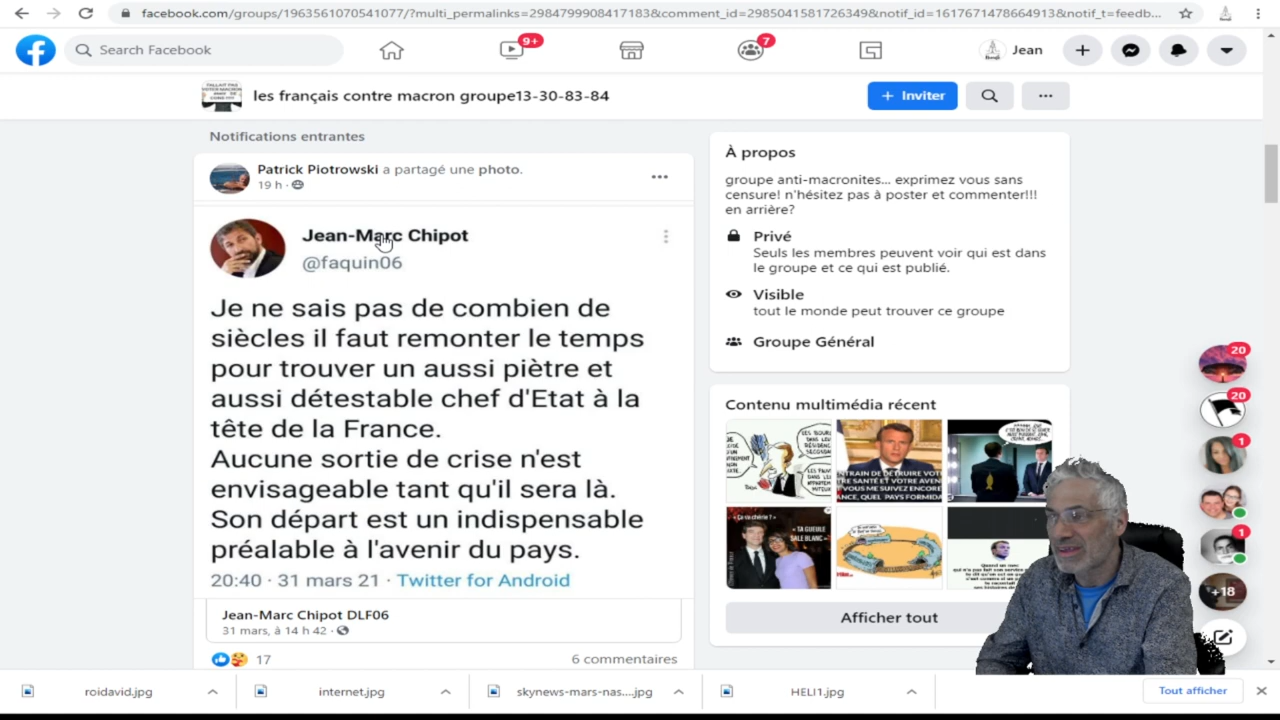 facebook.com/groups/1963561070541077/?multi_permalinks=2984799908417183&comment_id=2985041581726349&notif_id=1617671478664913&notif_t=feedb...
Search Facebook
9+
7
Jean
les français contre macron groupe13-30-83-84
+ Inviter
Notifications entrantes
Patrick Piotrowski a partagé une photo.
19 h ·
Jean-Marc Chipot
@faquin06
Je ne sais pas de combien de
siècles il faut remonter le temps
pour trouver un aussi piètre et
aussi détestable chef d'Etat à la
tête de la France.
Aucune sortie de crise n'est
envisageable tant qu'il sera là.
Son départ est un indispensable
préalable à l'avenir du pays.
20:40 · 31 mars 21 · Twitter for Android
Jean-Marc Chipot DLF06
31 mars, à 14 h 42 ·
17
6 commentaires
À propos
groupe anti-macronites... exprimez vous sans
censure! n'hésitez pas à poster et commenter!!!
en arrière?
Privé
Seuls les membres peuvent voir qui est dans
le groupe et ce qui est publié.
Visible
tout le monde peut trouver ce groupe
Groupe Général
Contenu multimédia récent
« Ça va chérie ? »
« TA GUEULE
SALE BLANC »
Afficher tout
20
20
1
1
+18
roidavid.jpg
internet.jpg
skynews-mars-nas....jpg
HELI1.jpg
Tout afficher